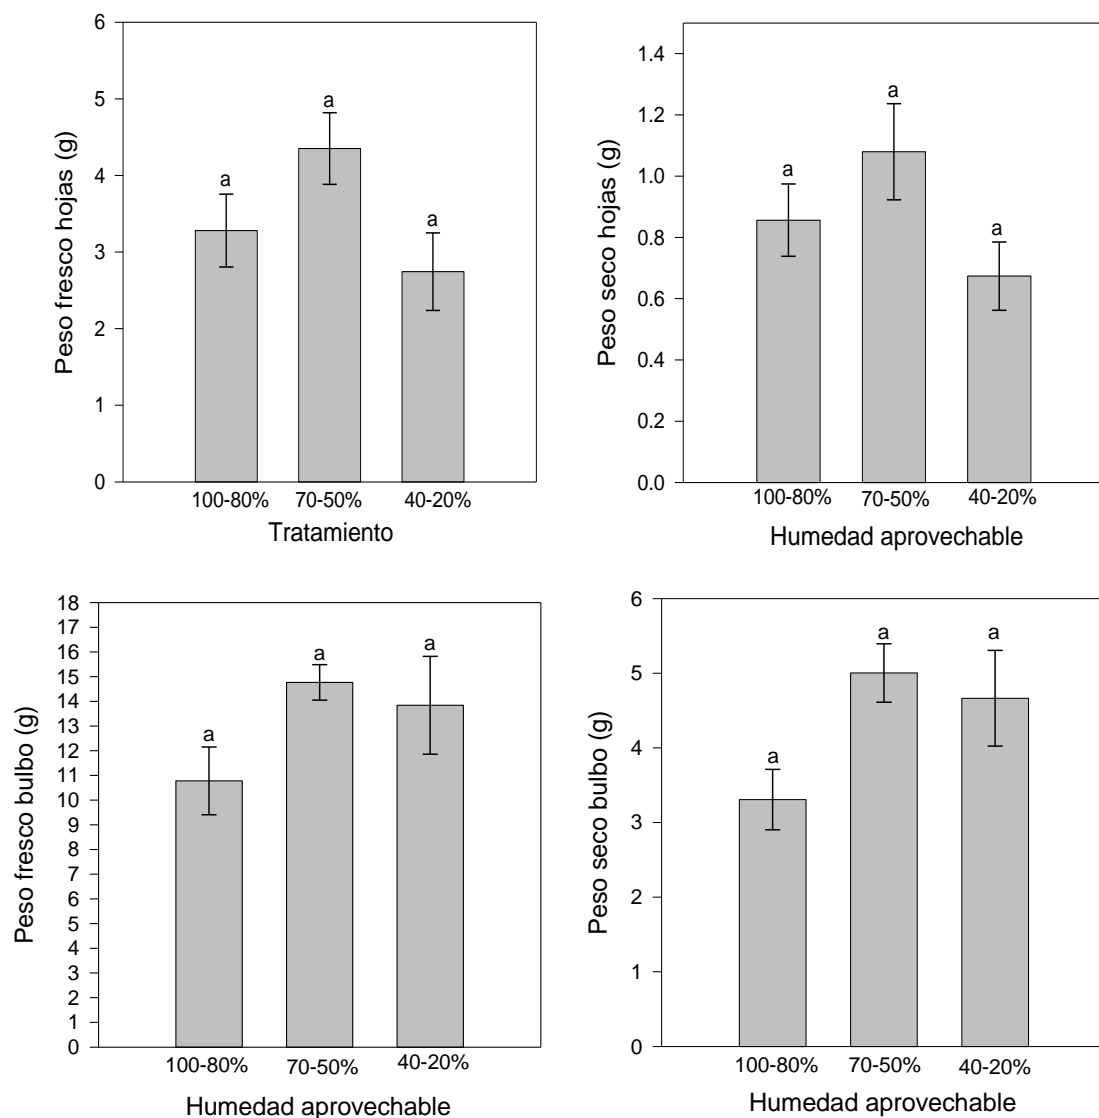 Peso fresco hojas (g)
6
5
4
3
2
1
0
a
a
a
100-80%
70-50%
40-20%
Tratamiento
Peso seco hojas (g)
1.4
1.2
1.0
0.8
0.6
0.4
0.2
0.0
a
a
a
100-80%
70-50%
40-20%
Humedad aprovechable
Peso fresco bulbo (g)
18
17
16
15
14
13
12
11
10
9
8
7
6
5
4
3
2
1
0
a
a
a
100-80%
70-50%
40-20%
Humedad aprovechable
Peso seco bulbo (g)
6
5
4
3
2
1
0
a
a
a
100-80%
70-50%
40-20%
Humedad aprovechable